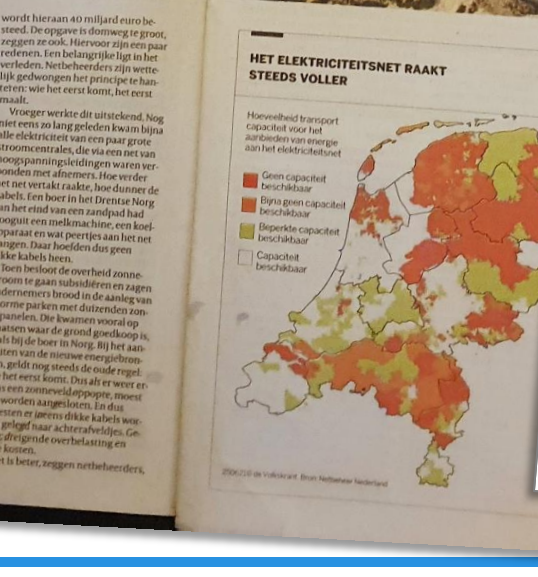 wordt hieraan 40 miljard euro be-
steed. De opgave is domweg te groot,
zeggen ze ook. Hiervoor zijn een paar
redenen. Een belangrijke ligt in het
verleden. Netbeheerders zijn wette-
lijk gedwongen het principe te han-
teren: wie het eerst komt, het eerst
maalt.
Vroeger werkte dit uitstekend. Nog
niet eens zo lang geleden kwam bijna
alle elektriciteit van een paar grote
stroomcentrales, die via een net van
hoogspanningsleidingen waren ver-
bonden met afnemers. Hoe verder
het net vertakt raakte, hoe dunner de
kabels. Een boer in het Drentse Norg
aan het eind van een zandpad had
hooguit een melkmachine, een koel-
apparaat en wat peertjes aan het net
hangen. Daar hoefden dus geen
dikke kabels heen.
Toen besloot de overheid zonne-
stroom te gaan subsidiëren en zagen
ondernemers brood in de aanleg van
enorme parken met duizenden zon-
panelen. Die kwamen vooral op
plaatsen waar de grond goedkoop is,
als bij de boer in Norg. Bij het aan-
sluiten van de nieuwe energiebron-
n, geldt nog steeds de oude regel:
het eerst komt. Dus als er weer er-
s een zonneveld oppopte, moest
worden aangesloten. En dus
esten er ineens dikke kabels wor-
gelegd naar achterafveldjes. Ge-
dreigende overbelasting en
kosten.
t is beter, zeggen netbeheerders,
HET ELEKTRICITEITSNET RAAKT
STEEDS VOLLER
Hoeveelheid transport
capaciteit voor het
aanbieden van energie
aan het elektriciteitsnet
Geen capaciteit
beschikbaar
Bijna geen capaciteit
beschikbaar
Beperkte capaciteit
beschikbaar
Capaciteit
beschikbaar
de Volkskrant. Bron: Netbeheer Nederland